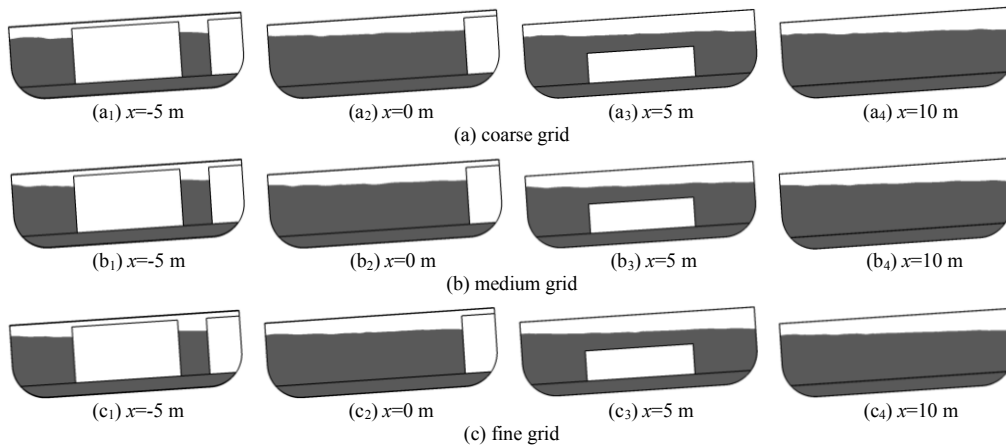 (a₁) x=-5 m (a₂) x=0 m (a₃) x=5 m (a₄) x=10 m
(a) coarse grid
(b₁) x=-5 m (b₂) x=0 m (b₃) x=5 m (b₄) x=10 m
(b) medium grid
(c₁) x=-5 m (c₂) x=0 m (c₃) x=5 m (c₄) x=10 m
(c) fine grid